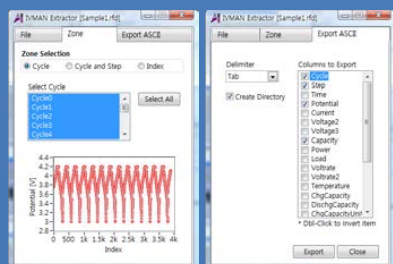 IVMAN Extractor [Sample1.rfd]
File
Zone
Export ASCII
Zone Selection
Cycle
Cycle and Step
Index
Select Cycle
Cycle0
Cycle1
Cycle2
Cycle3
Cycle4
Select All
Potential [V]
4.4
4.2
4.0
3.8
3.6
3.4
3.2
3.0
2.8
0 500 1k 1.5k 2k 2.5k 3k 3.5k 4k
Index
IVMAN Extractor [Sample1.rfd]
File
Zone
Export ASCII
Delimiter
Tab
Create Directory
Columns to Export
Cycle
Step
Time
Potential
Current
Voltage2
Voltage3
Capacity
Power
Load
Voltrate
Voltrate2
Temperature
ChgCapacity
DischgCapacity
ChgCapacityUnit
* Dbl-Click to invert item
Export
Close